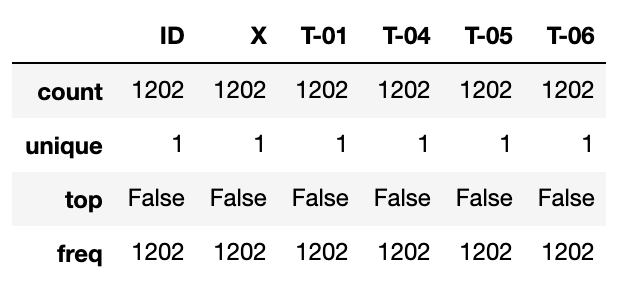 ID X T-01 T-04 T-05 T-06
count 1202 1202 1202 1202 1202 1202
unique 1 1 1 1 1 1
top False False False False False False
freq 1202 1202 1202 1202 1202 1202